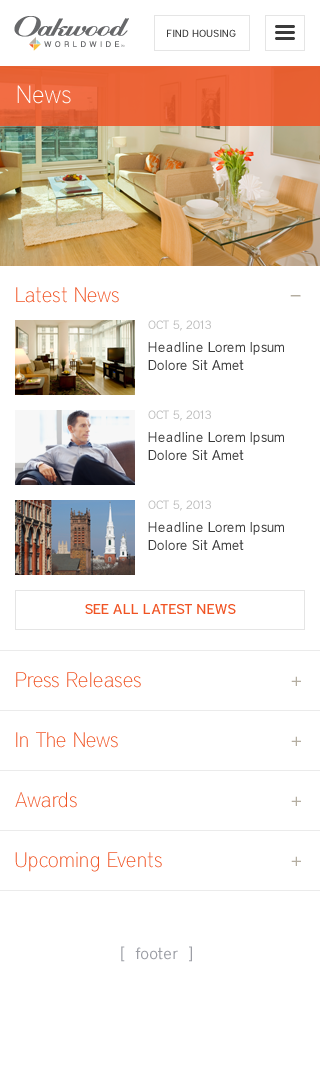 Oakwood
WORLDWIDE
FIND HOUSING
News
Latest News
OCT 5, 2013
Headline Lorem Ipsum
Dolore Sit Amet
OCT 5, 2013
Headline Lorem Ipsum
Dolore Sit Amet
OCT 5, 2013
Headline Lorem Ipsum
Dolore Sit Amet
SEE ALL LATEST NEWS
Press Releases
In The News
Awards
Upcoming Events
[ footer ]